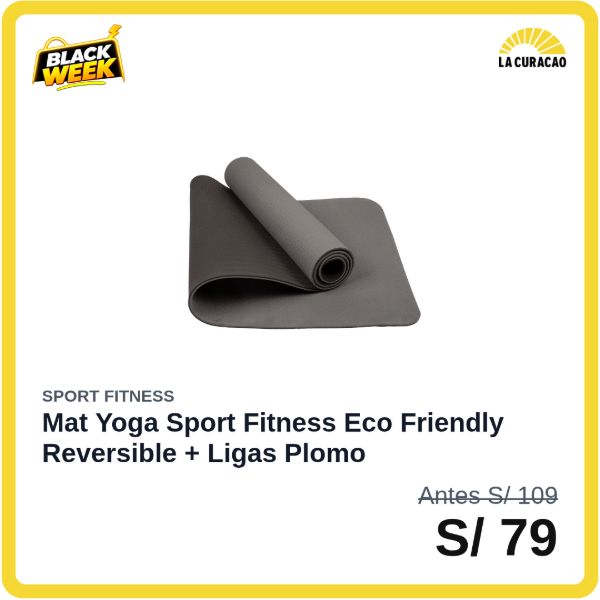 BLACK
WEEK
LA CURACAO
SPORT FITNESS
Mat Yoga Sport Fitness Eco Friendly
Reversible + Ligas Plomo
Antes S/ 109
S/ 79